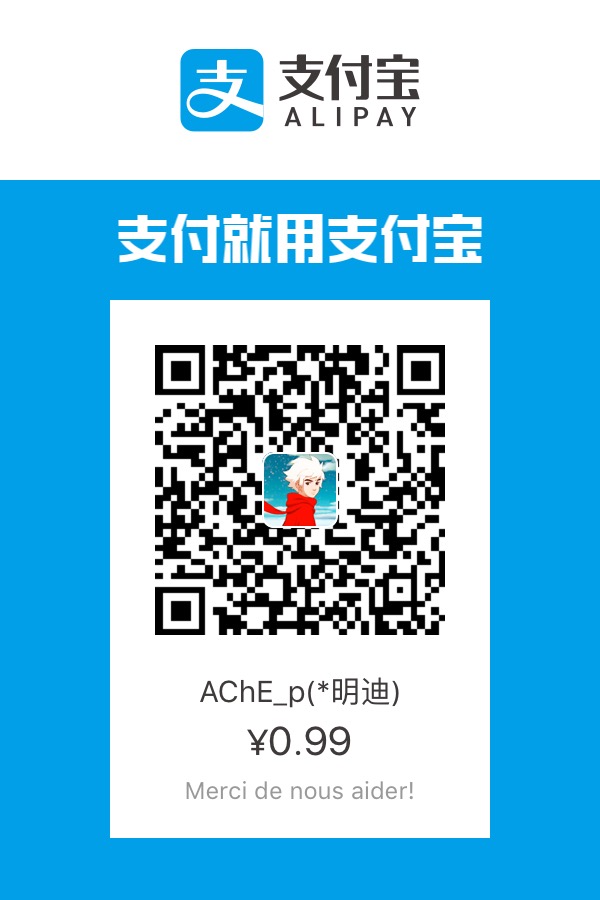 支
支付宝
ALIPAY
支付就用支付宝
AChE_p(*明迪)
¥0.99
Merci de nous aider!